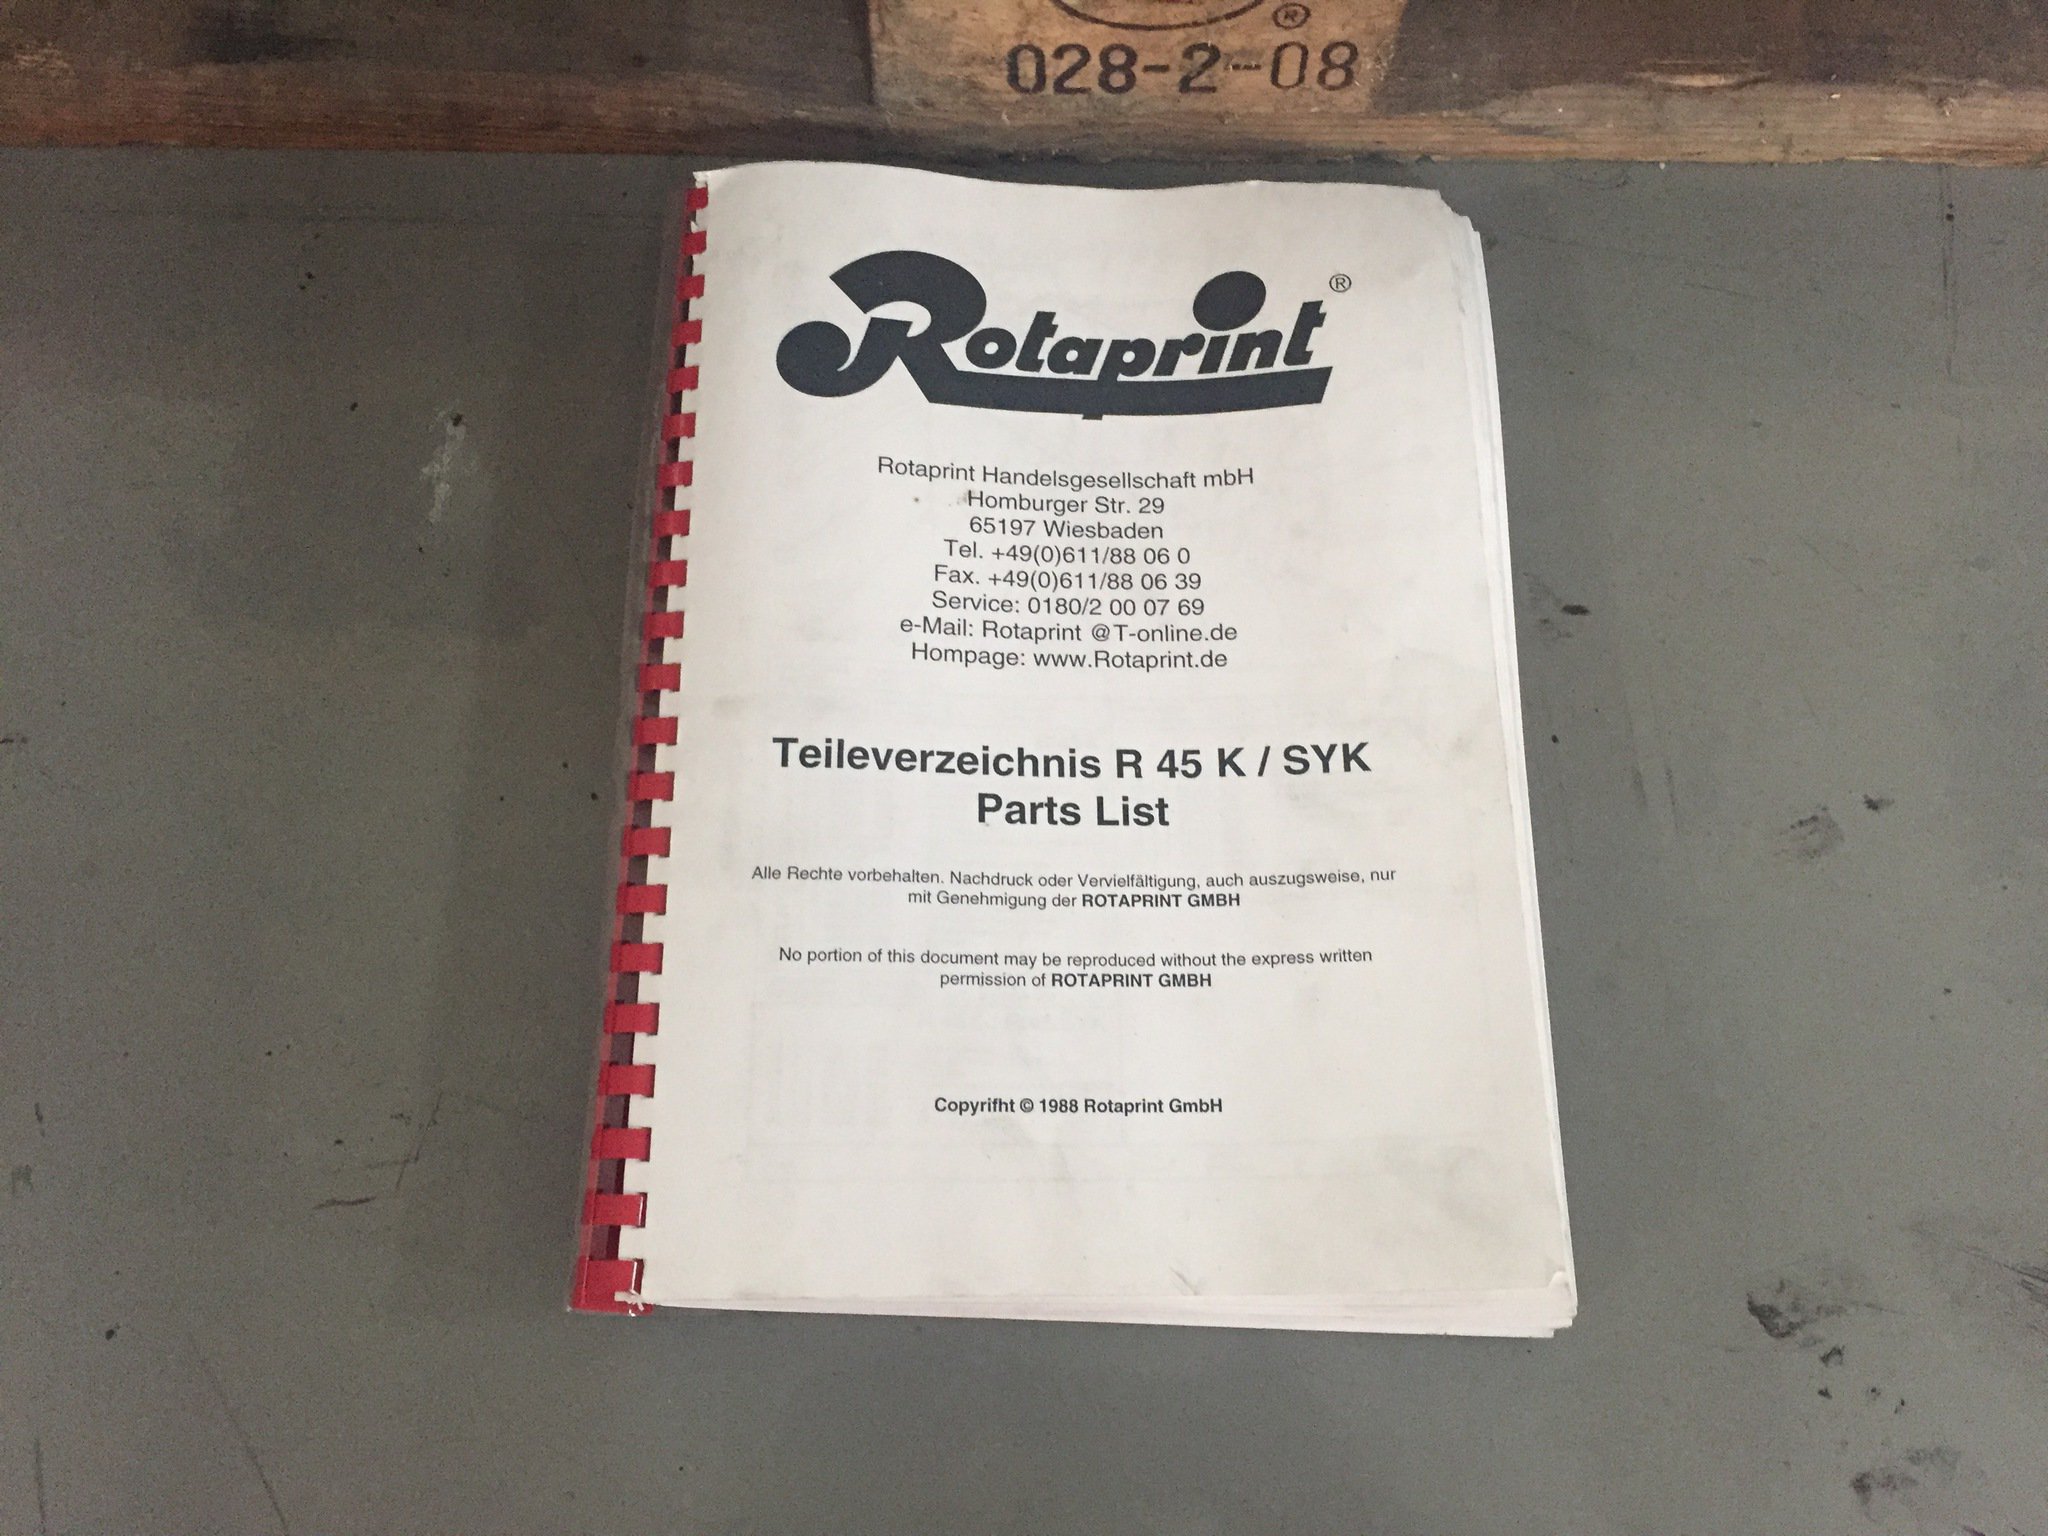 ®
028-2-08
Rotaprint ®
Rotaprint Handelsgesellschaft mbH
Homburger Str. 29
65197 Wiesbaden
Tel. +49(0)611/88 06 0
Fax. +49(0)611/88 06 39
Service: 0180/2 00 07 69
e-Mail: Rotaprint @T-online.de
Hompage: www.Rotaprint.de
Teileverzeichnis R 45 K / SYK
Parts List
Alle Rechte vorbehalten. Nachdruck oder Vervielfältigung, auch auszugsweise, nur
mit Genehmigung der ROTAPRINT GMBH
No portion of this document may be reproduced without the express written
permission of ROTAPRINT GMBH
Copyrifht © 1988 Rotaprint GmbH